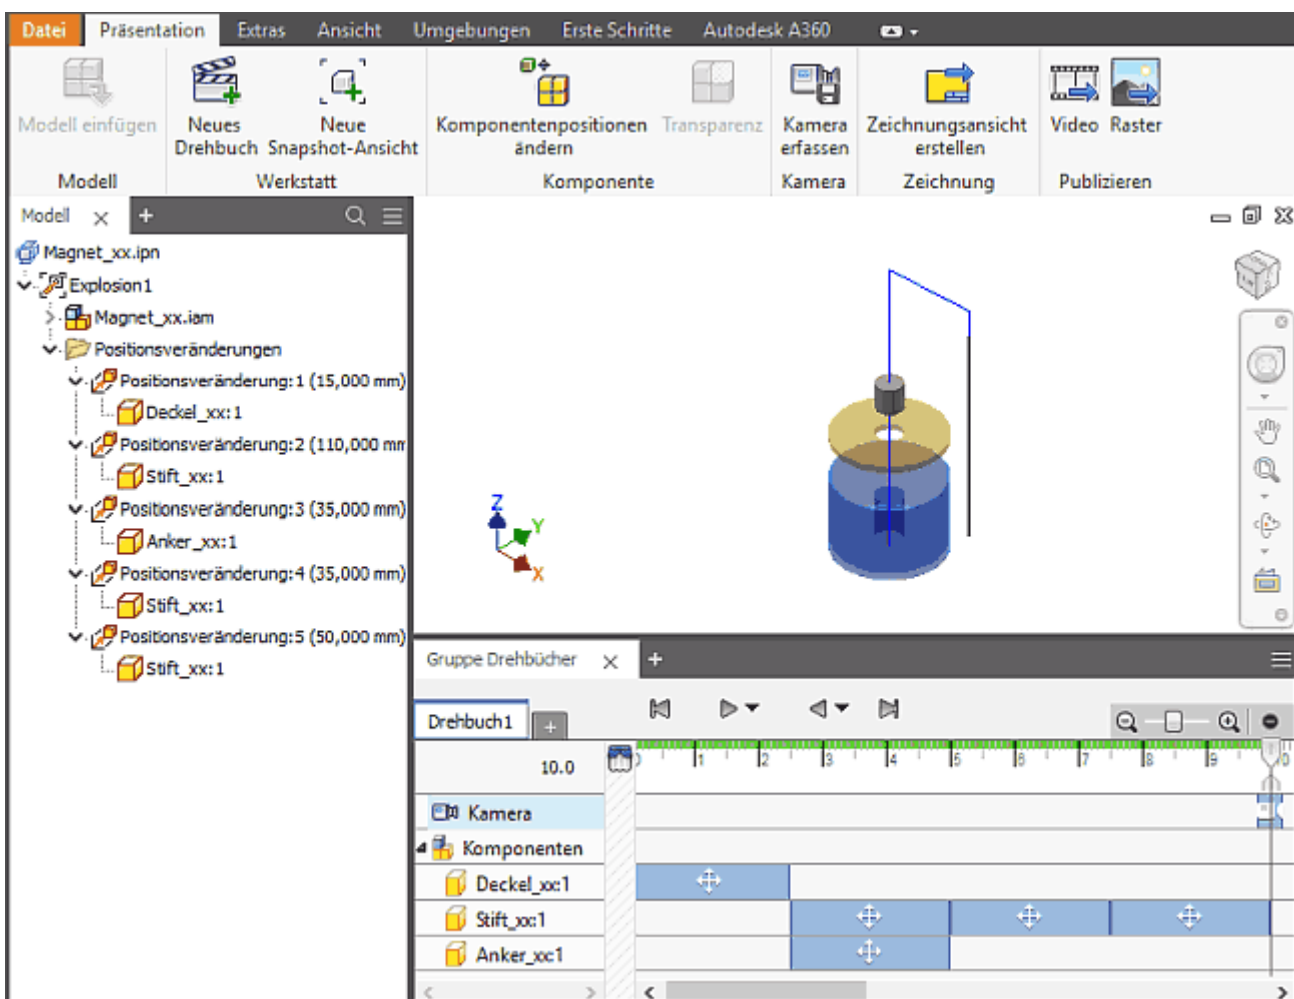 Datei Präsentation Extras Ansicht Umgebungen Erste Schritte Autodesk A360
Modell einfügen Neues Drehbuch Neue Snapshot-Ansicht Komponentenpositionen ändern Transparenz Kamera erfassen Zeichnungsansicht erstellen Video Raster
Modell Werkstatt Komponente Kamera Zeichnung Publizieren
Modell
Magnet_xx.ipn
Explosion1
Magnet_xx.iam
Positionsveränderungen
Positionsveränderung:1 (15,000 mm)
Deckel_xx:1
Positionsveränderung:2 (110,000 mm
Stift_xx:1
Positionsveränderung:3 (35,000 mm)
Anker_xx:1
Positionsveränderung:4 (35,000 mm)
Stift_xx:1
Positionsveränderung:5 (50,000 mm)
Stift_xx:1
Z
Y
X
Gruppe Drehbücher
Drehbuch1
10.0
1 2 3 4 5 6 7 8 9
Kamera
Komponenten
Deckel_xx:1
Stift_xx:1
Anker_xx:1